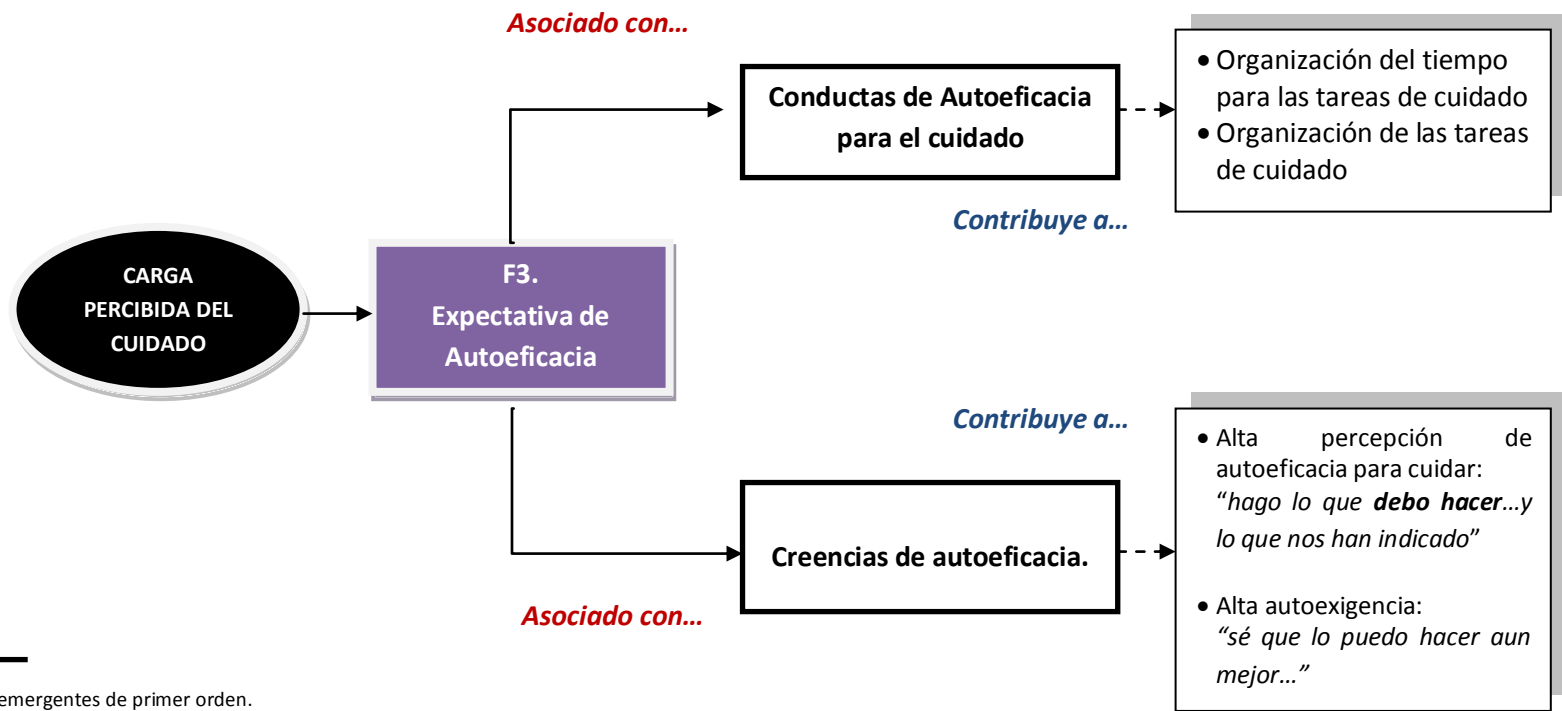 Asociado con…
Conductas de Autoeficacia
para el cuidado
• Organización del tiempo
para las tareas de cuidado
• Organización de las tareas
de cuidado
Contribuye a…
CARGA
PERCIBIDA DEL
CUIDADO
F3.
Expectativa de
Autoeficacia
Contribuye a…
Creencias de autoeficacia.
Asociado con…
• Alta percepción de
autoeficacia para cuidar:
“hago lo que debo hacer…y
lo que nos han indicado”
• Alta autoexigencia:
“sé que lo puedo hacer aun
mejor…”
emergentes de primer orden.